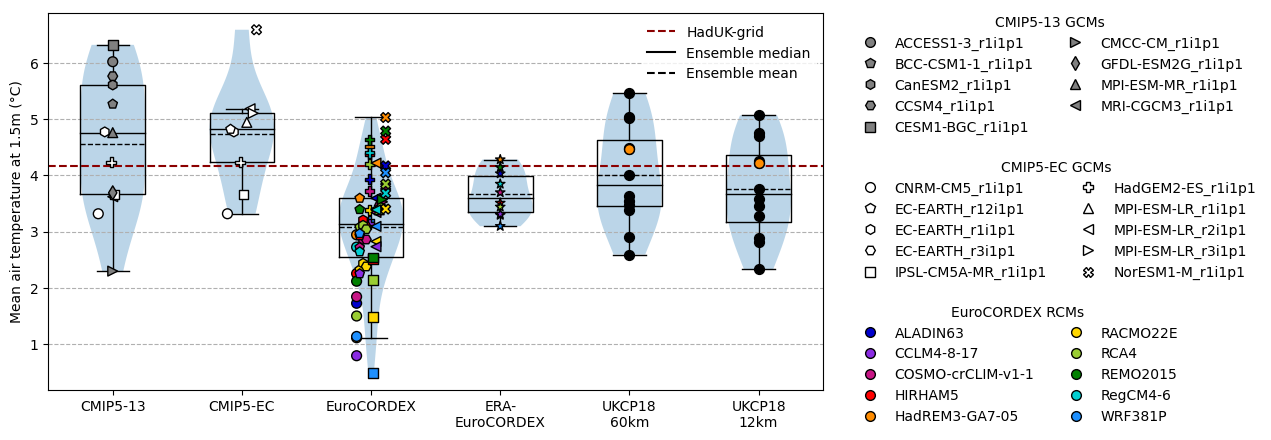 Mean air temperature at 1.5m (°C)
6
5
4
3
2
1
HadUK-grid
Ensemble median
Ensemble mean
CMIP5-13
CMIP5-EC
EuroCORDEX
ERA-
EuroCORDEX
UKCP18
60km
UKCP18
12km
CMIP5-13 GCMs
ACCESS1-3_r1i1p1
BCC-CSM1-1_r1i1p1
CanESM2_r1i1p1
CCSM4_r1i1p1
CESM1-BGC_r1i1p1
CMCC-CM_r1i1p1
GFDL-ESM2G_r1i1p1
MPI-ESM-MR_r1i1p1
MRI-CGCM3_r1i1p1
CMIP5-EC GCMs
CNRM-CM5_r1i1p1
EC-EARTH_r12i1p1
EC-EARTH_r1i1p1
EC-EARTH_r3i1p1
IPSL-CM5A-MR_r1i1p1
HadGEM2-ES_r1i1p1
MPI-ESM-LR_r1i1p1
MPI-ESM-LR_r2i1p1
MPI-ESM-LR_r3i1p1
NorESM1-M_r1i1p1
EuroCORDEX RCMs
ALADIN63
CCLM4-8-17
COSMO-crCLIM-v1-1
HIRHAM5
HadREM3-GA7-05
RACMO22E
RCA4
REMO2015
RegCM4-6
WRF381P